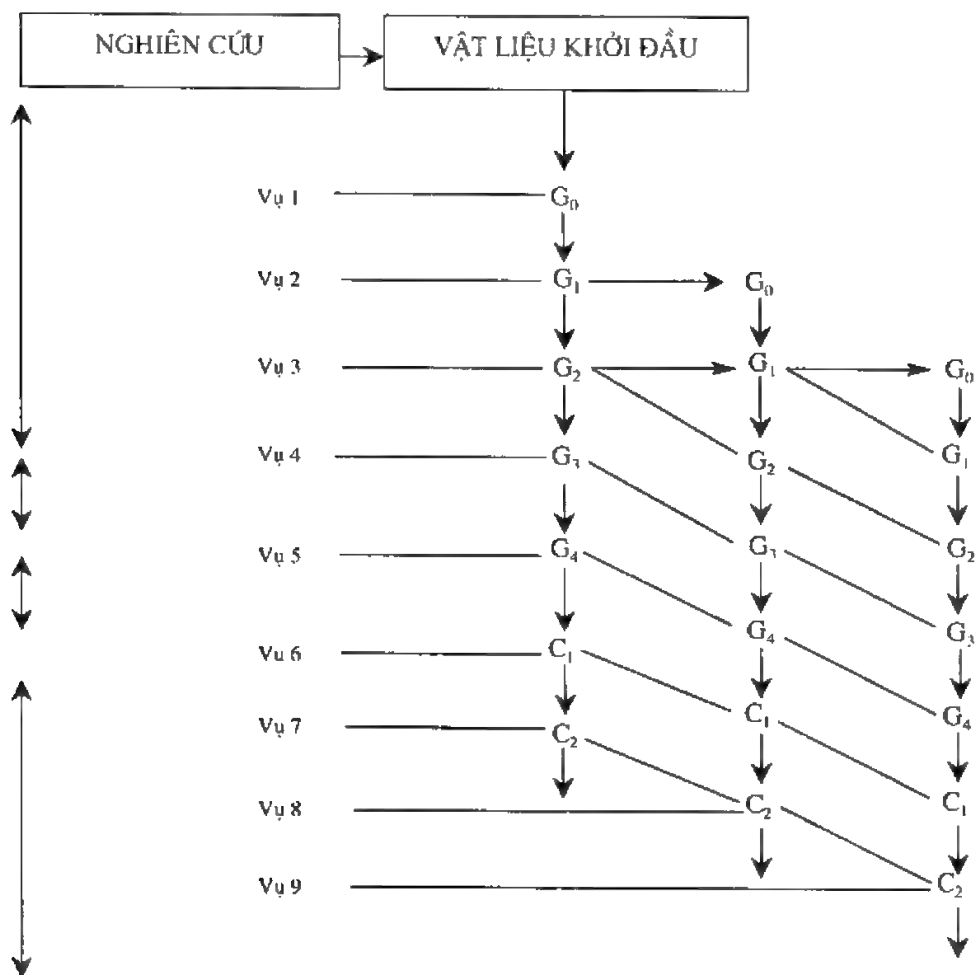 NGHIÊN CỨU VẬT LIỆU KHỞI ĐẦU
Vụ 1 G₀
Vụ 2 G₁ G₀
Vụ 3 G₂ G₁ G₀
Vụ 4 G₃ G₂ G₁
Vụ 5 G₄ G₃ G₂
Vụ 6 C₁ G₄ G₃
Vụ 7 C₂ C₁ G₄
Vụ 8 C₂ C₁
Vụ 9 C₂